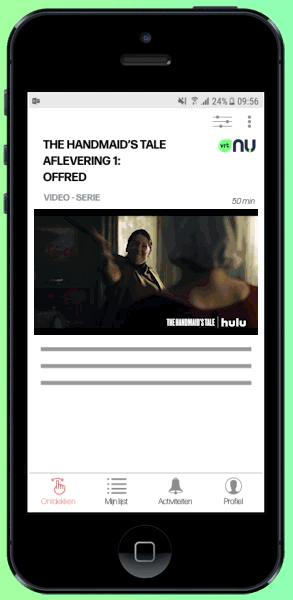 24% 09:56
THE HANDMAID'S TALE
AFLEVERING 1:
OFFRED
vrt NU
VIDEO - SERIE
50 min
THE HANDMAID'S TALE | hulu
Ontdekken
Mijn lijst
Activiteiten
Profiel